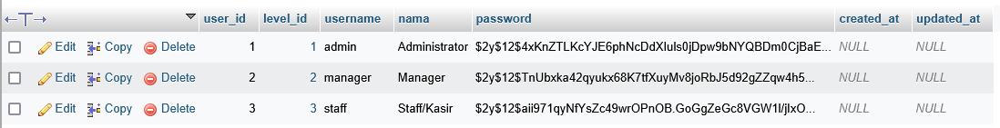 ←T→ user_id level_id username nama password created_at updated_at
Edit Copy Delete 1 1 admin Administrator $2y$12$4xKnZTLKcYJE6phNcDdXluls0jDpw9bNYQBDm0CjBaE... NULL NULL
Edit Copy Delete 2 2 manager Manager $2y$12$TnUbxka42qyukx68K7tfXuyMv8joRbJ5d92gZZqw4h5... NULL NULL
Edit Copy Delete 3 3 staff Staff/Kasir $2y$12$aii971qyNfYsZc49wrOPnOB.GoGgZeGc8VGW1I/jIxO... NULL NULL